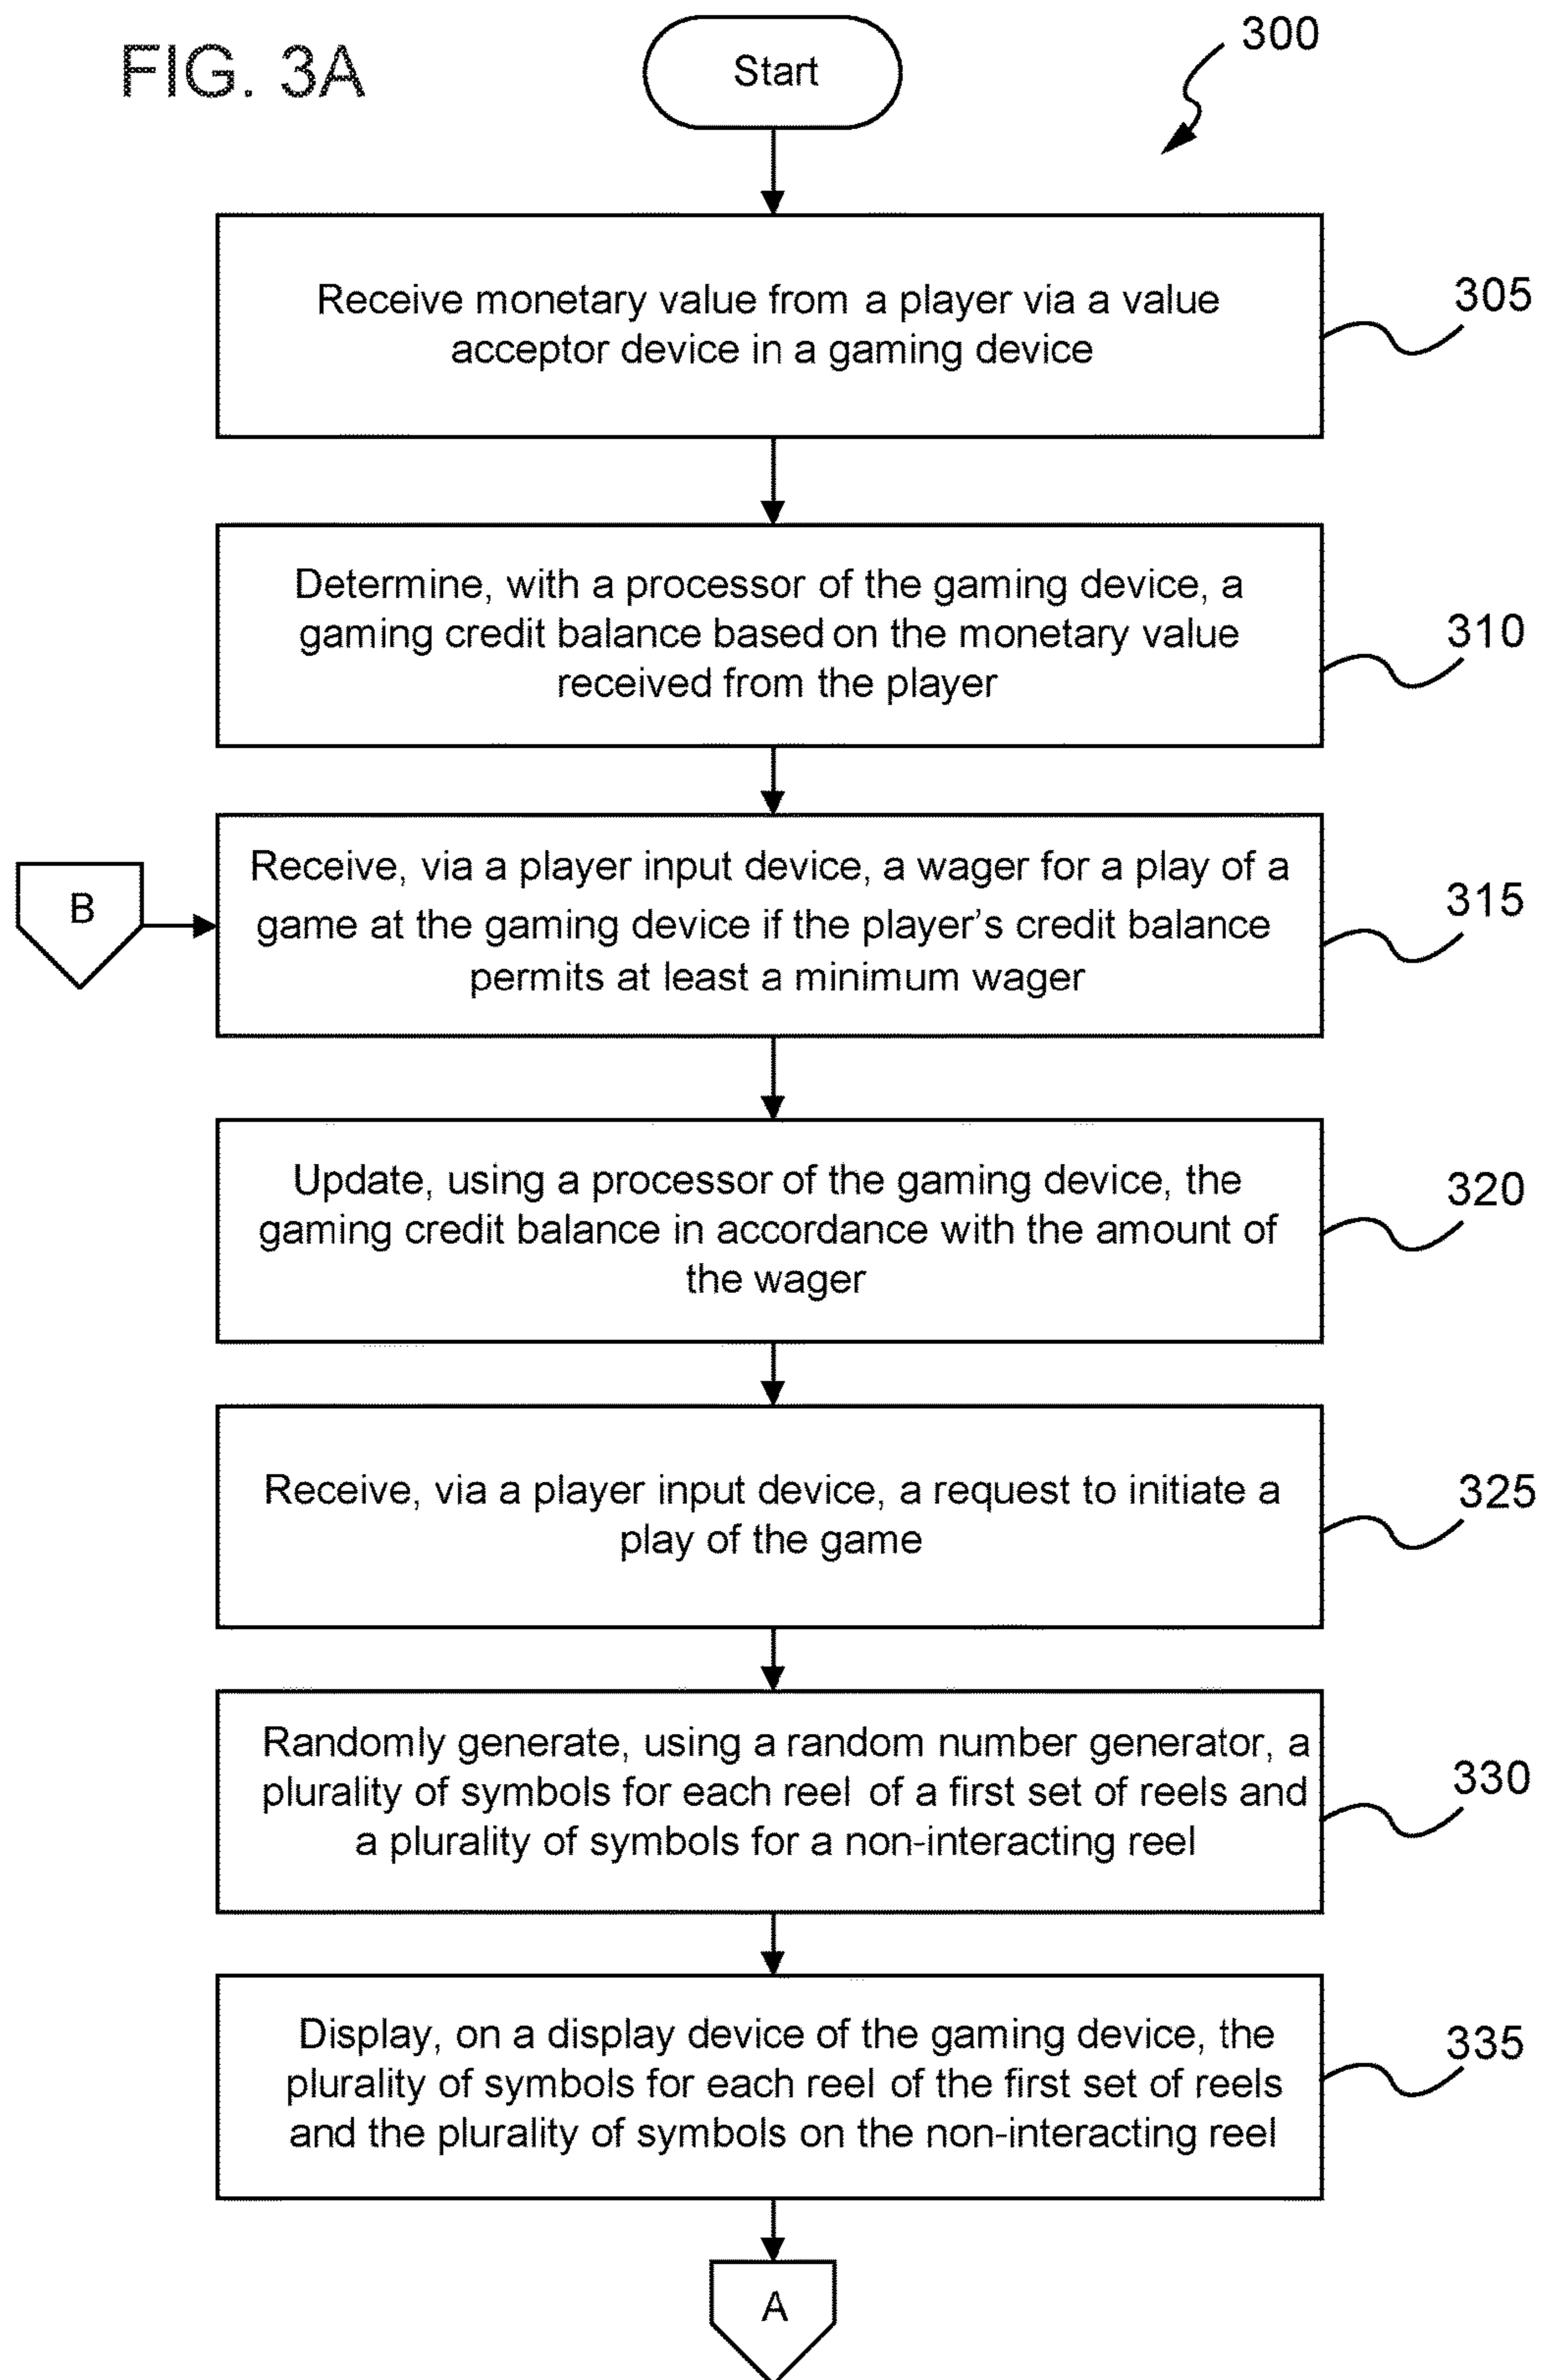 FIG. 3A
Start
300
Receive monetary value from a player via a value
acceptor device in a gaming device
305
Determine, with a processor of the gaming device, a
gaming credit balance based on the monetary value
received from the player
310
B
Receive, via a player input device, a wager for a play of a
game at the gaming device if the player’s credit balance
permits at least a minimum wager
315
Update, using a processor of the gaming device, the
gaming credit balance in accordance with the amount of
the wager
320
Receive, via a player input device, a request to initiate a
play of the game
325
Randomly generate, using a random number generator, a
plurality of symbols for each reel of a first set of reels and
a plurality of symbols for a non-interacting reel
330
Display, on a display device of the gaming device, the
plurality of symbols for each reel of the first set of reels
and the plurality of symbols on the non-interacting reel
335
A